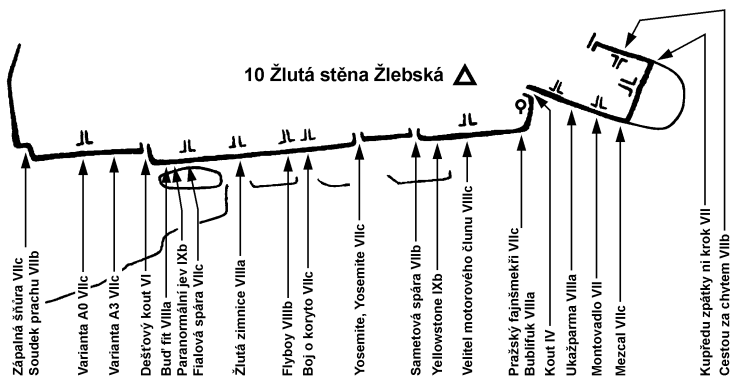 10 Žlutá stěna Žlebská
Zápalná šňůra VIIc
Soudek prachu VIIb
Varianta A0 VIIc
Varianta A3 VIIc
Dešťový kout VI
Buď fit VIIIa
Paranormální jev IXb
Fialová spára VIIc
Žlutá zimnice VIIIa
Flyboy VIIIb
Boj o koryto VIIc
Yosemite, Yosemite VIIc
Sametová spára VIIb
Yellowstone IXb
Velitel motorového člunu VIIIc
Pražský fajnšmekři VIIc
Bublifuk VIIIa
Kout IV
Ukažparma VIIIa
Montovadlo VII
Mezcal VIIc
Kupředu zpátky ni krok VII
Cestou za chytem VIIb